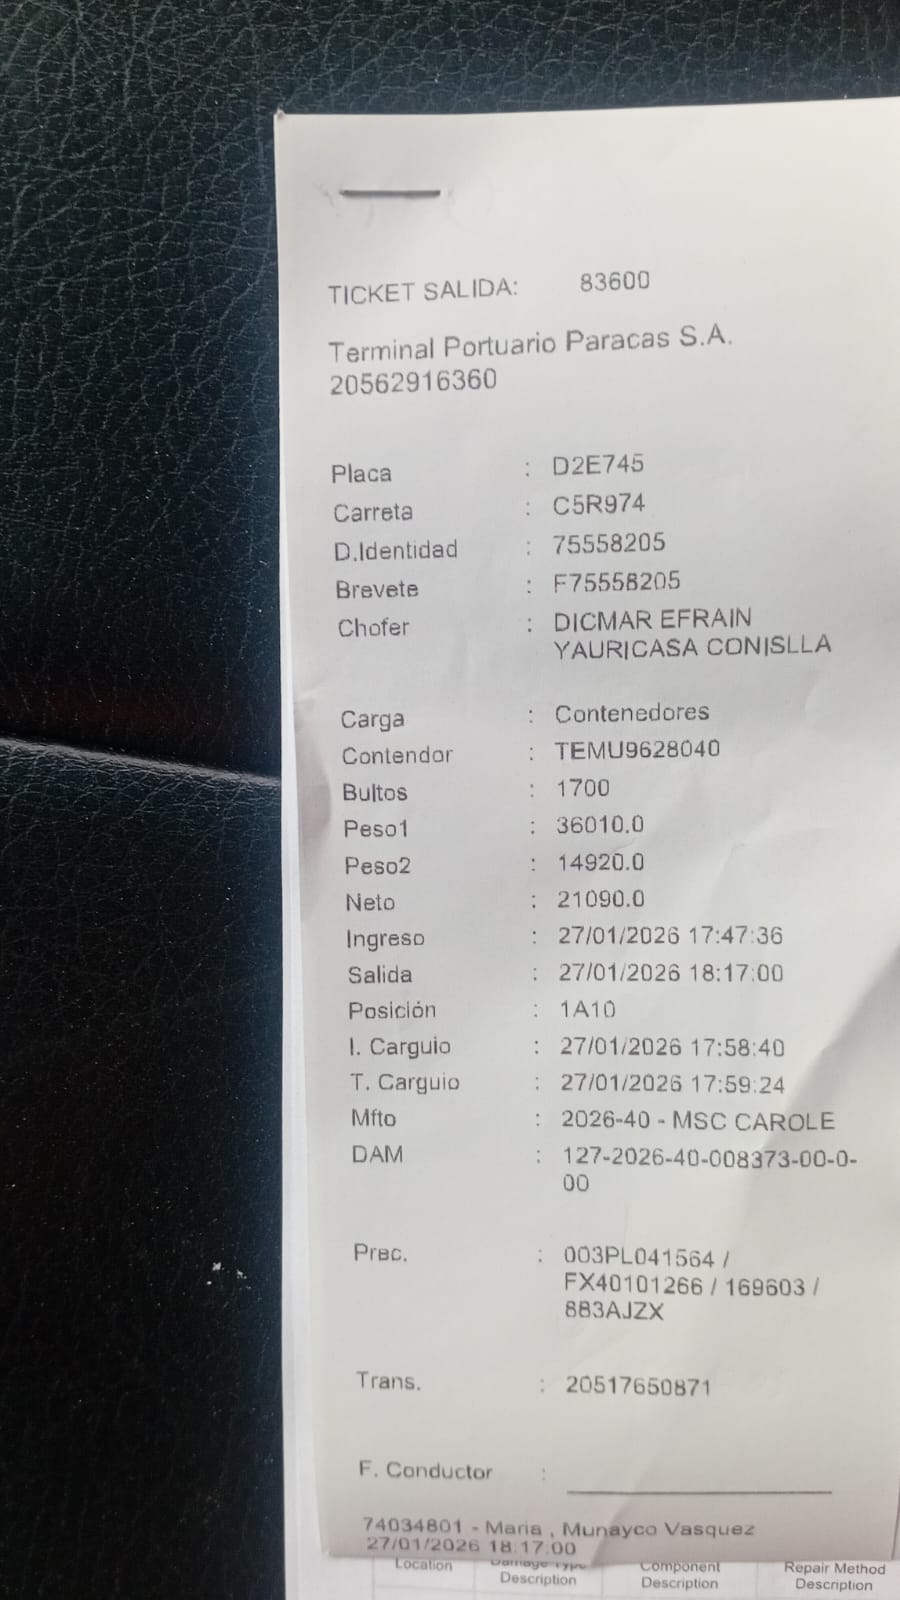 TICKET SALIDA: 83600
Terminal Portuario Paracas S.A.
20562916360
Placa : D2E745
Carreta : C5R974
D.Identidad : 75558205
Brevete : F75558205
Chofer : DICMAR EFRAIN
YAURICASA CONISLLA
Carga : Contenedores
Contendor : TEMU9628040
Bultos : 1700
Peso1 : 36010.0
Peso2 : 14920.0
Neto : 21090.0
Ingreso : 27/01/2026 17:47:36
Salida : 27/01/2026 18:17:00
Posición : 1A10
I. Carguio : 27/01/2026 17:58:40
T. Carguio : 27/01/2026 17:59:24
Mfto : 2026-40 - MSC CAROLE
DAM : 127-2026-40-008373-00-0-
00
Prec. : 003PL041564 /
FX40101266 / 169603 /
883AJZX
Trans. : 20517650871
F. Conductor :
74034801 - Maria , Munayco Vasquez
27/01/2026 18:17:00
Location Damage Type Component Repair Method
Description Description Description